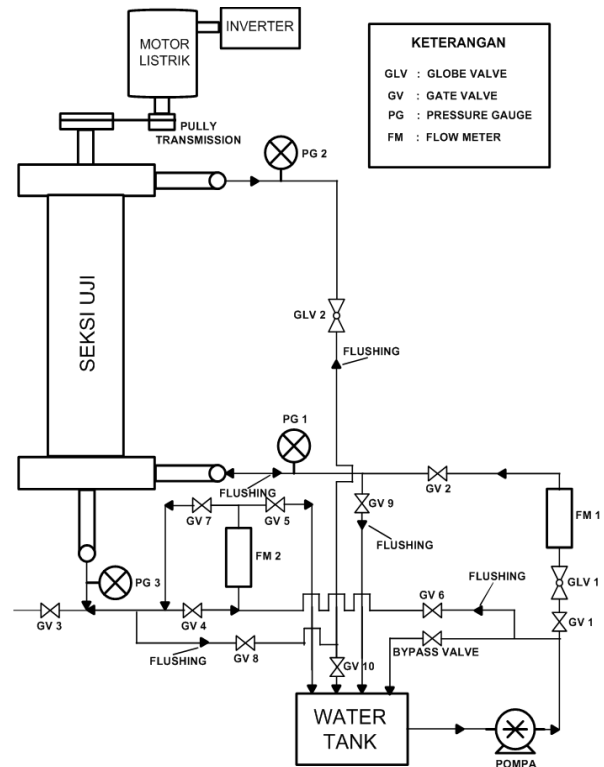 MOTOR
LISTRIK
INVERTER
PULLY
TRANSMISSION
KETERANGAN
GLV : GLOBE VALVE
GV : GATE VALVE
PG : PRESSURE GAUGE
FM : FLOW METER
PG 2
SEKSI UJI
GLV 2
FLUSHING
PG 1
FLUSHING
GV 2
GV 9
FLUSHING
GV 7
GV 5
FM 1
FM 2
PG 3
GLV 1
GV 6
FLUSHING
GV 3
GV 4
GV 1
FLUSHING
GV 8
BYPASS VALVE
GV 10
WATER
TANK
POMPA